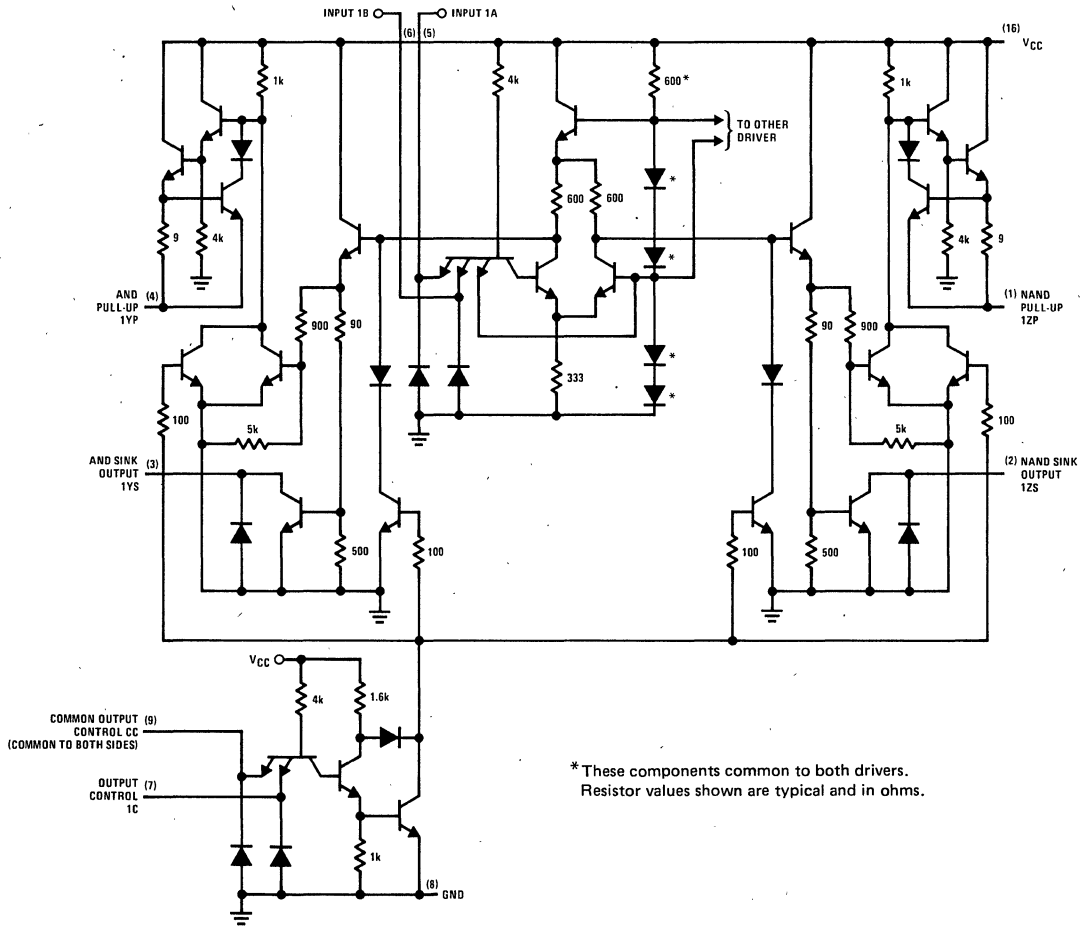 INPUT 1B
INPUT 1A
(6) (5)
(16)
VCC
1k
4k
600*
1k
TO OTHER
DRIVER
*
600
600
9
4k
*
4k
9
AND (4)
PULL-UP
1YP
(1) NAND
PULL-UP
1ZP
900
90
90
900
*
333
*
100
5k
5k
100
AND SINK (3)
OUTPUT
1YS
(2) NAND SINK
OUTPUT
1ZS
500
100
100
500
VCC
4k
1.6k
COMMON OUTPUT (9)
CONTROL CC
(COMMON TO BOTH SIDES)
OUTPUT (7)
CONTROL
1C
* These components common to both drivers.
Resistor values shown are typical and in ohms.
1k
(8)
GND